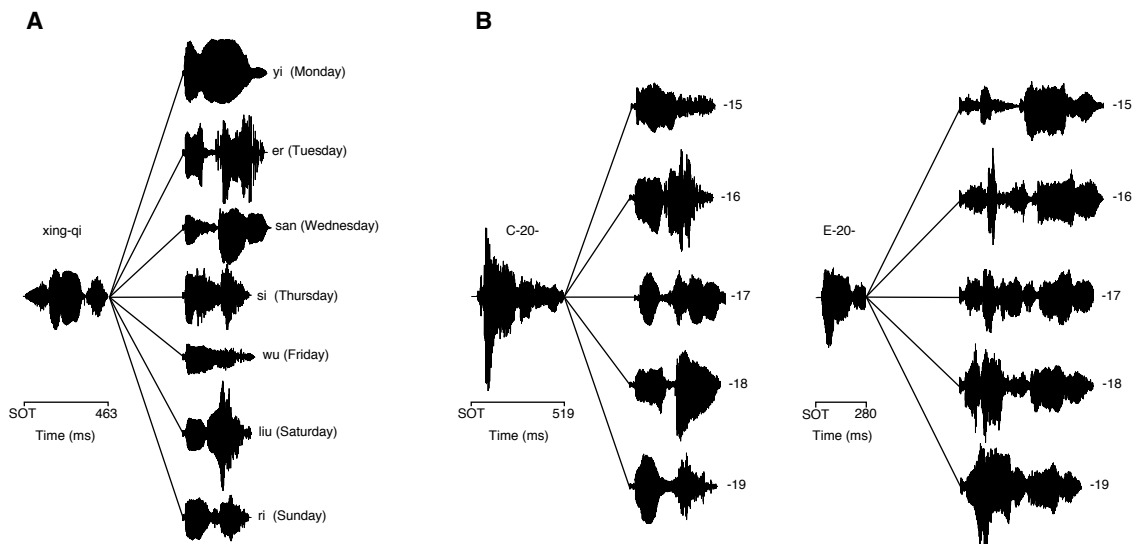 A
xing-qi
yi (Monday)
er (Tuesday)
san (Wednesday)
si (Thursday)
wu (Friday)
liu (Saturday)
ri (Sunday)
SOT 463
Time (ms)
B
C-20-
-15
-16
-17
-18
-19
SOT 519
Time (ms)
E-20-
-15
-16
-17
-18
-19
SOT 280
Time (ms)